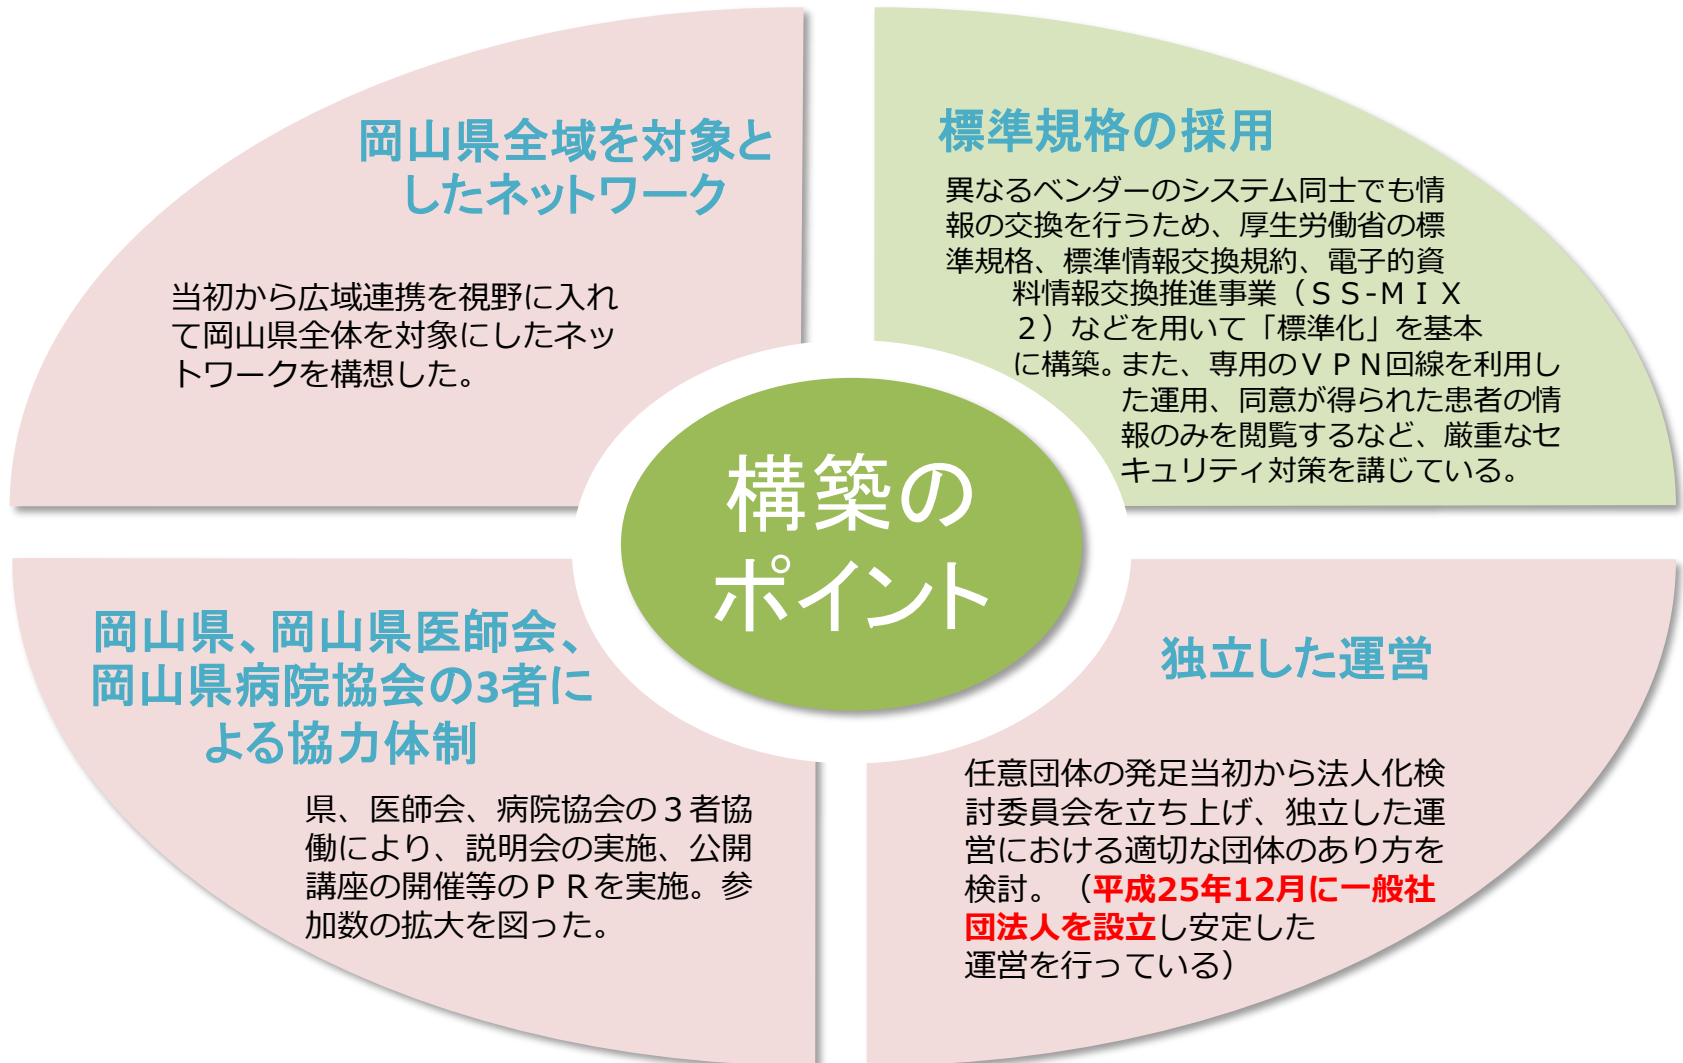 岡山県全域を対象と
したネットワーク
当初から広域連携を視野に入れ
て岡山県全体を対象にしたネッ
トワークを構想した。
標準規格の採用
異なるベンダーのシステム同士でも情
報の交換を行うため、厚生労働省の標
準規格、標準情報交換規約、電子的資
料情報交換推進事業（ＳＳ-ＭＩＸ
２）などを用いて「標準化」を基本
に構築。また、専用のＶＰＮ回線を利用し
た運用、同意が得られた患者の情
報のみを閲覧するなど、厳重なセ
キュリティ対策を講じている。
構築の
ポイント
岡山県、岡山県医師会、
岡山県病院協会の3者に
よる協力体制
県、医師会、病院協会の３者協
働により、説明会の実施、公開
講座の開催等のＰＲを実施。参
加数の拡大を図った。
独立した運営
任意団体の発足当初から法人化検
討委員会を立ち上げ、独立した運
営における適切な団体のあり方を
検討。（平成25年12月に一般社
団法人を設立し安定した
運営を行っている）